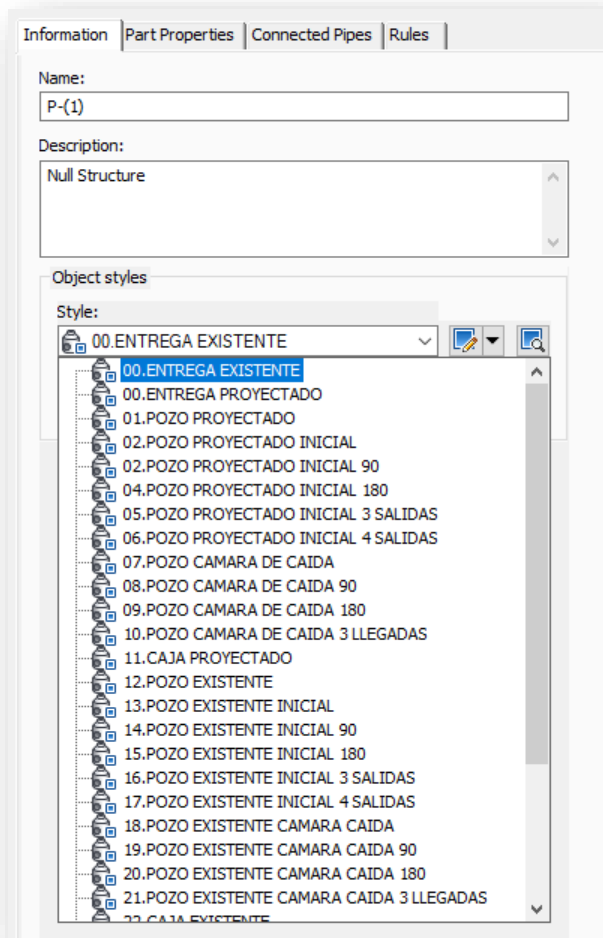 Information Part Properties Connected Pipes Rules
Name:
P-(1)
Description:
Null Structure
Object styles
Style:
00.ENTREGA EXISTENTE
00.ENTREGA EXISTENTE
00.ENTREGA PROYECTADO
01.POZO PROYECTADO
02.POZO PROYECTADO INICIAL
02.POZO PROYECTADO INICIAL 90
04.POZO PROYECTADO INICIAL 180
05.POZO PROYECTADO INICIAL 3 SALIDAS
06.POZO PROYECTADO INICIAL 4 SALIDAS
07.POZO CAMARA DE CAIDA
08.POZO CAMARA DE CAIDA 90
09.POZO CAMARA DE CAIDA 180
10.POZO CAMARA DE CAIDA 3 LLEGADAS
11.CAJA PROYECTADO
12.POZO EXISTENTE
13.POZO EXISTENTE INICIAL
14.POZO EXISTENTE INICIAL 90
15.POZO EXISTENTE INICIAL 180
16.POZO EXISTENTE INICIAL 3 SALIDAS
17.POZO EXISTENTE INICIAL 4 SALIDAS
18.POZO EXISTENTE CAMARA CAIDA
19.POZO EXISTENTE CAMARA CAIDA 90
20.POZO EXISTENTE CAMARA CAIDA 180
21.POZO EXISTENTE CAMARA CAIDA 3 LLEGADAS
22.CAJA EXISTENTE